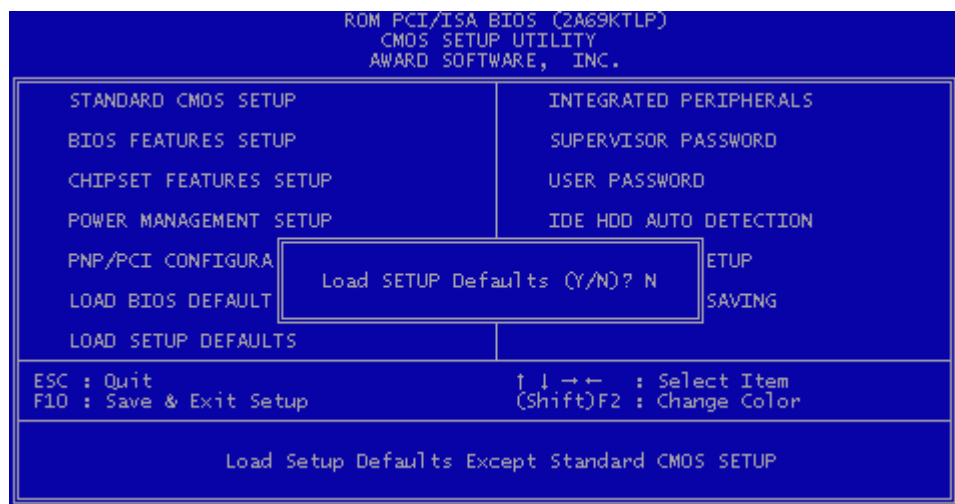 ROM PCI/ISA BIOS (2A69KTLP)
CMOS SETUP UTILITY
AWARD SOFTWARE, INC.
STANDARD CMOS SETUP
BIOS FEATURES SETUP
CHIPSET FEATURES SETUP
POWER MANAGEMENT SETUP
PNP/PCI CONFIGURA
LOAD BIOS DEFAULT
LOAD SETUP DEFAULTS
INTEGRATED PERIPHERALS
SUPERVISOR PASSWORD
USER PASSWORD
IDE HDD AUTO DETECTION
ETUP
SAVING
Load SETUP Defaults (Y/N)? N
ESC : Quit
F10 : Save & Exit Setup
↑ ↓ → ← : Select Item
(Shift)F2 : Change Color
Load Setup Defaults Except Standard CMOS SETUP